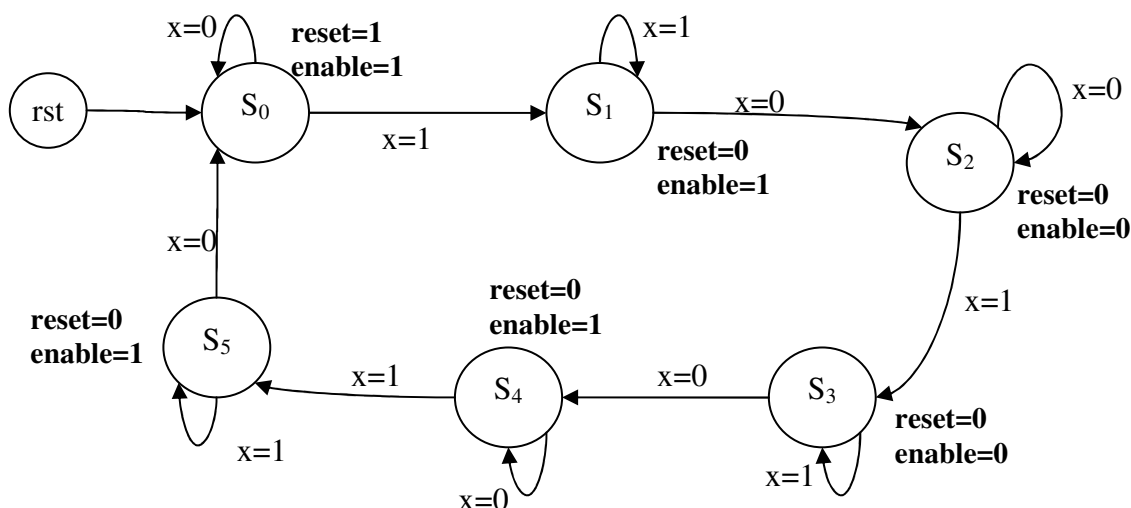 x=0
reset=1
enable=1
x=1
rst
S₀
x=1
S₁
x=0
reset=0
enable=1
x=0
S₂
reset=0
enable=0
x=0
x=1
reset=0
enable=1
S₅
x=1
x=1
reset=0
enable=1
S₄
x=0
x=0
S₃
x=1
reset=0
enable=0